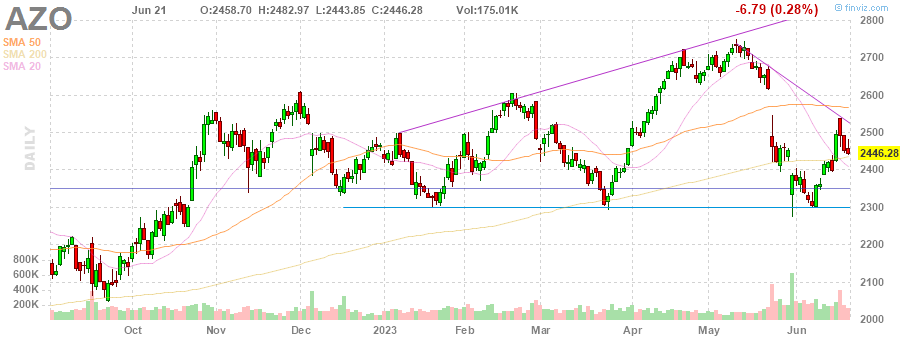 AZO
Jun 21 O:2458.70 H:2482.97 L:2443.85 C:2446.28 Vol:175.01K -6.79 (0.28%) © finviz.com
SMA 50
SMA 200
SMA 20
DAILY
2800
2700
2600
2500
2446.28
2400
2300
2200
2100
2000
800K
600K
400K
200K
Oct Nov Dec 2023 Feb Mar Apr May Jun